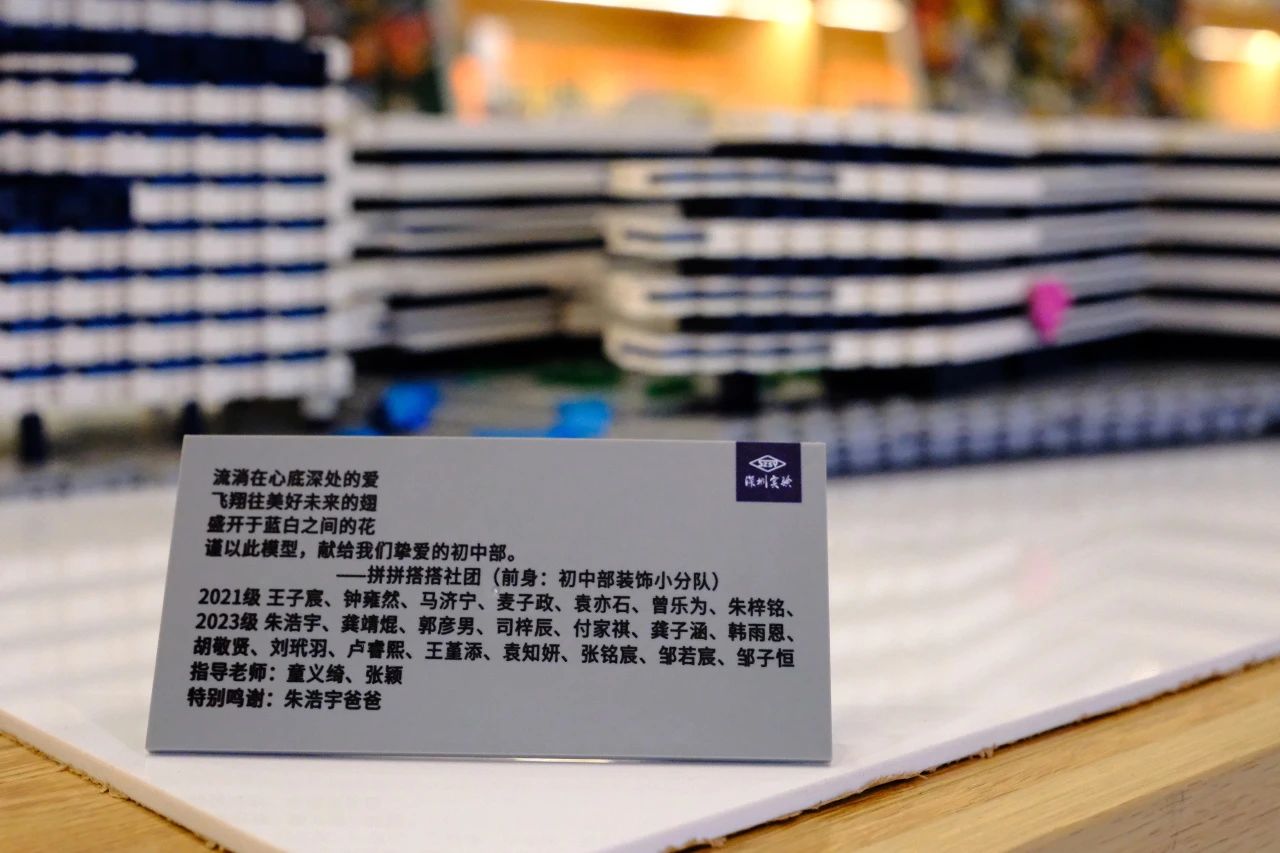 流淌在心底深处的爱
飞翔往美好未来的翅
盛开于蓝白之间的花
谨以此模型，献给我们挚爱的初中部。
——拼拼搭搭社团（前身：初中部装饰小分队）
2021级 王子宸、钟雍然、马济宁、麦子政、袁亦石、曾乐为、朱梓铭、
2023级 朱浩宇、龚靖焜、郭彦男、司梓辰、付家祺、龚子涵、韩雨恩、
胡敬贤、刘玳羽、卢睿熙、王堇添、袁知妍、张铭宸、邹若宸、邹子恒
指导老师：童义绮、张颖
特别鸣谢：朱浩宇爸爸
SZSY
深圳实验